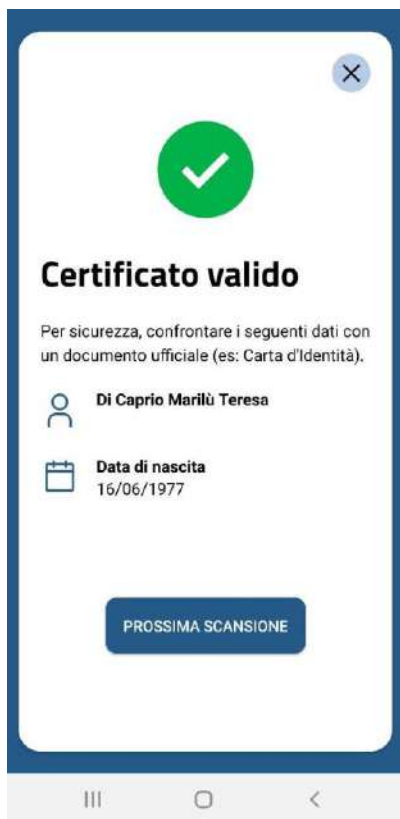 Certificato valido
Per sicurezza, confrontare i seguenti dati con
un documento ufficiale (es: Carta d'Identità).
Di Caprio Marilù Teresa
Data di nascita
16/06/1977
PROSSIMA SCANSIONE